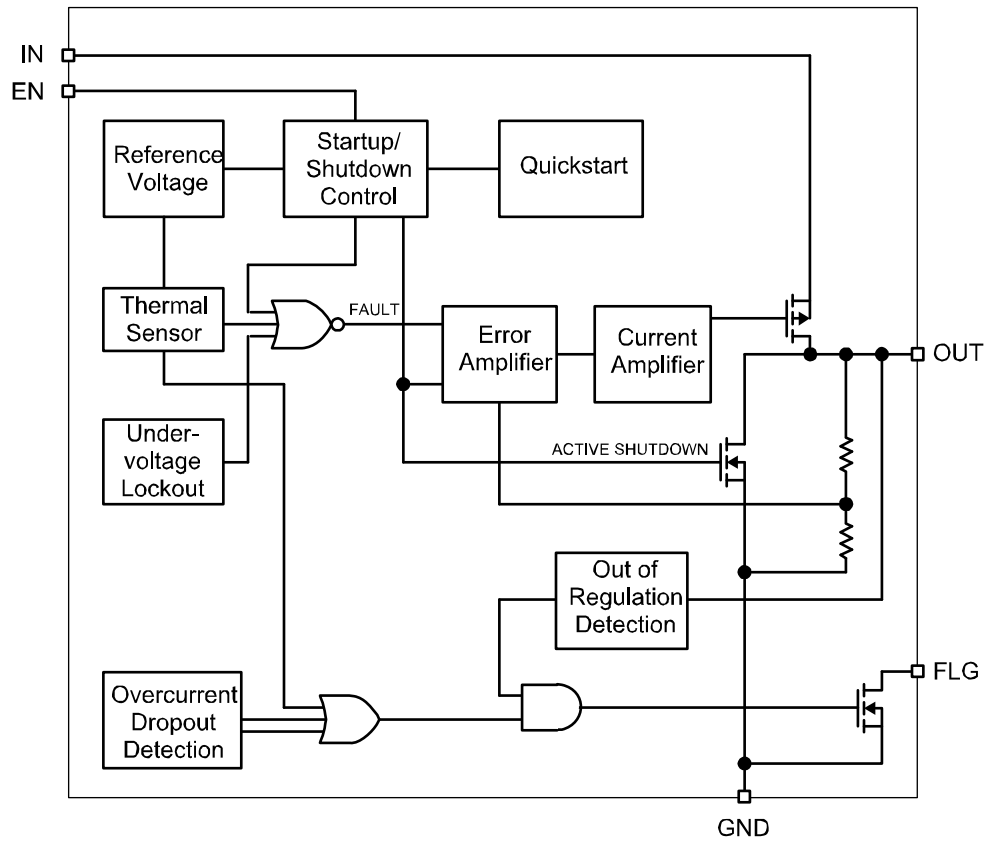 IN
EN
Reference
Voltage
Startup/
Shutdown
Control
Quickstart
Thermal
Sensor
FAULT
Error
Amplifier
Current
Amplifier
OUT
Under-
voltage
Lockout
ACTIVE SHUTDOWN
Out of
Regulation
Detection
FLG
Overcurrent
Dropout
Detection
GND